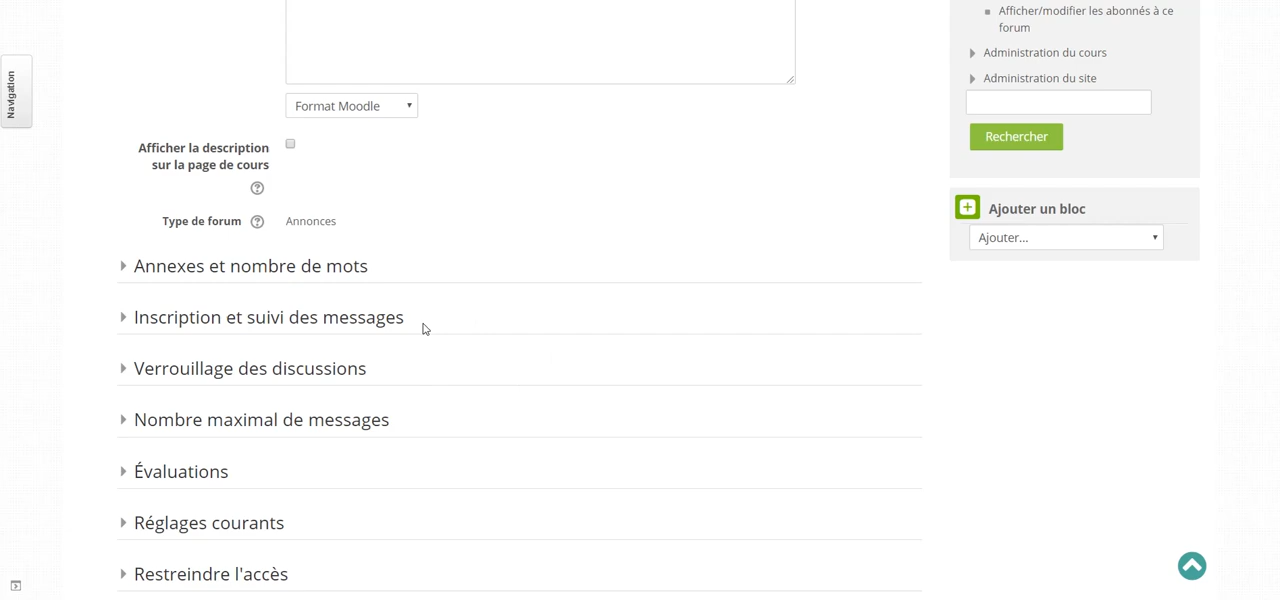 Afficher/modifier les abonnés à ce
forum
Administration du cours
Administration du site
Rechercher
Ajouter un bloc
Ajouter...
Navigation
Format Moodle
Afficher la description
sur la page de cours
Type de forum
Annonces
Annexes et nombre de mots
Inscription et suivi des messages
Verrouillage des discussions
Nombre maximal de messages
Évaluations
Réglages courants
Restreindre l'accès